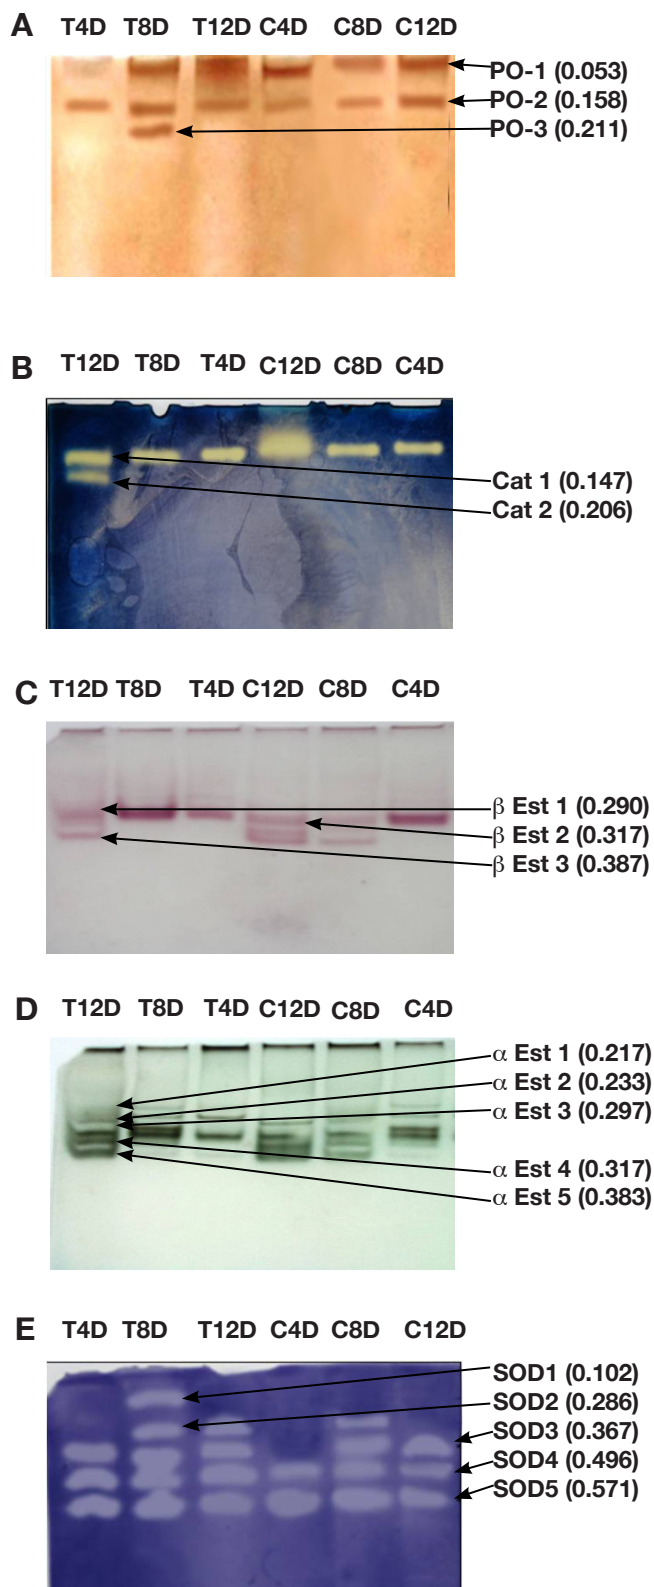 A T4D T8D T12D C4D C8D C12D
PO-1 (0.053)
PO-2 (0.158)
PO-3 (0.211)
B T12D T8D T4D C12D C8D C4D
Cat 1 (0.147)
Cat 2 (0.206)
C T12D T8D T4D C12D C8D C4D
β Est 1 (0.290)
β Est 2 (0.317)
β Est 3 (0.387)
D T12D T8D T4D C12D C8D C4D
α Est 1 (0.217)
α Est 2 (0.233)
α Est 3 (0.297)
α Est 4 (0.317)
α Est 5 (0.383)
E T4D T8D T12D C4D C8D C12D
SOD1 (0.102)
SOD2 (0.286)
SOD3 (0.367)
SOD4 (0.496)
SOD5 (0.571)